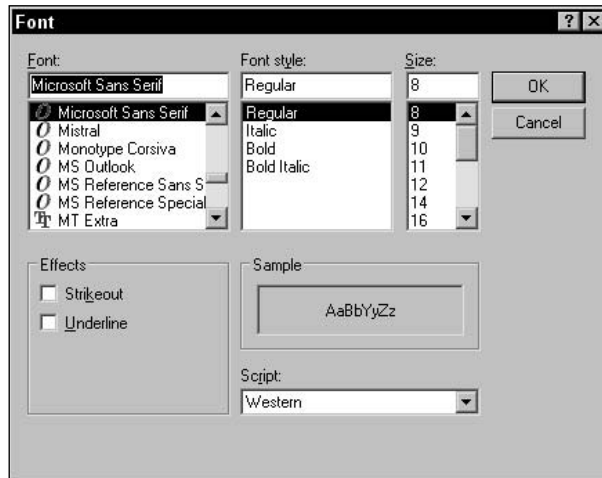 Font
Font:
Microsoft Sans Serif
Microsoft Sans Serif
Mistral
Monotype Corsiva
MS Outlook
MS Reference Sans S
MS Reference Special
MT Extra
Font style:
Regular
Regular
Italic
Bold
Bold Italic
Size:
8
8
9
10
11
12
14
16
OK
Cancel
Effects
Strikeout
Underline
Sample
AaBbYyZz
Script:
Western